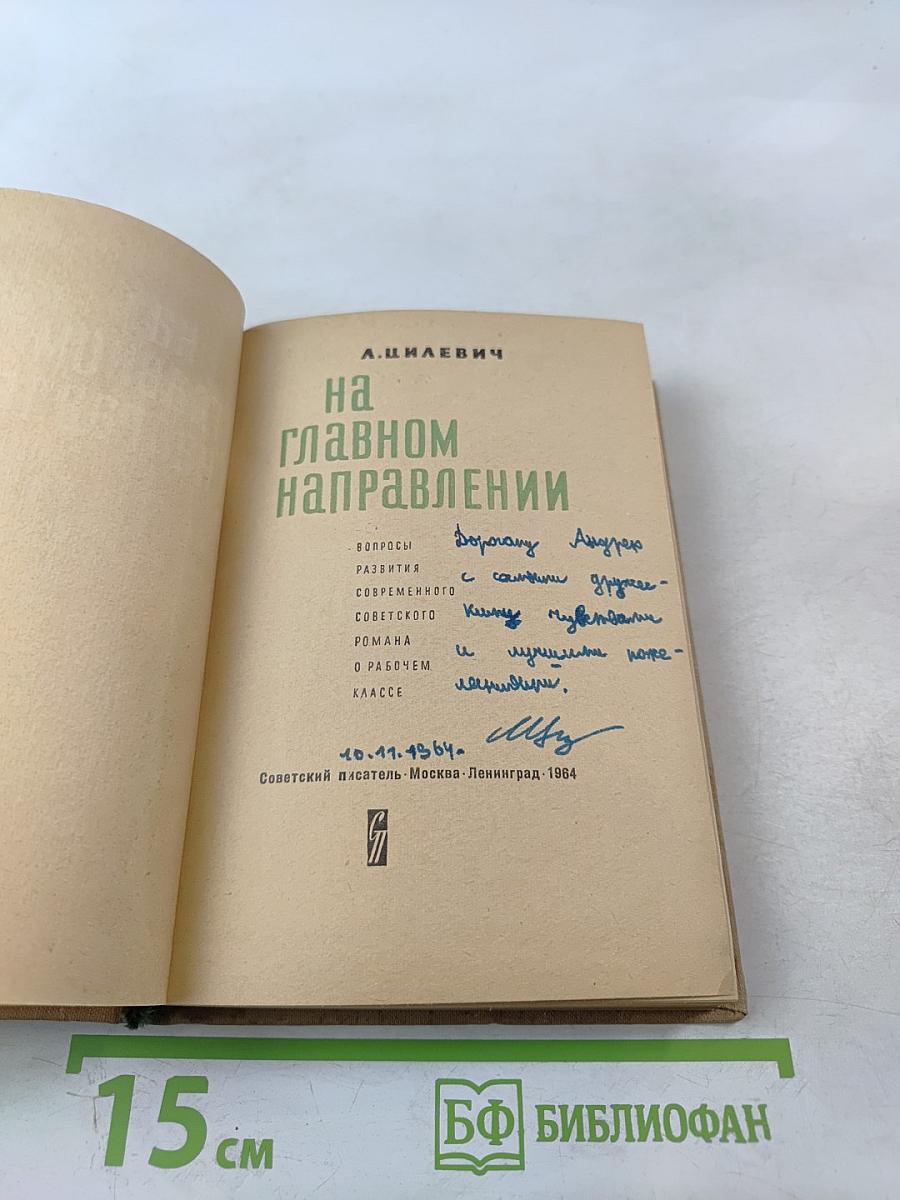 Л.ЦИЛЕВИЧ
НА
ГЛАВНОМ
НАПРАВЛЕНИИ
ВОПРОСЫ
РАЗВИТИЯ
СОВРЕМЕННОГО
СОВЕТСКОГО
РОМАНА
О РАБОЧЕМ
КЛАССЕ
Дорогому Андрею
с самыми друже-
скими чувствами
и лучшими поже-
ланиями.
10.11.1964.
Советский писатель·Москва·Ленинград·1964
СП
15 см
БФ БИБЛИОФАН